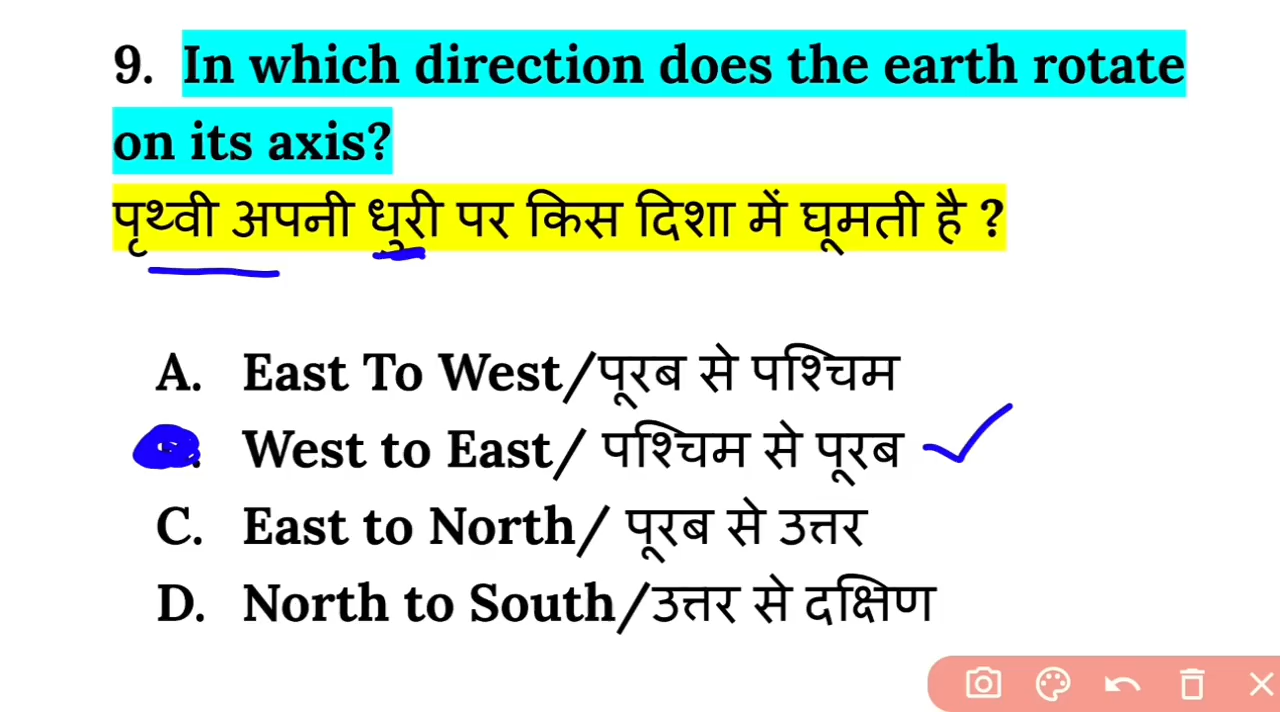 9. In which direction does the earth rotate
on its axis?
पृथ्वी अपनी धुरी पर किस दिशा में घूमती है ?
A. East To West/पूरब से पश्चिम
West to East/ पश्चिम से पूरब
C. East to North/ पूरब से उत्तर
D. North to South/उत्तर से दक्षिण